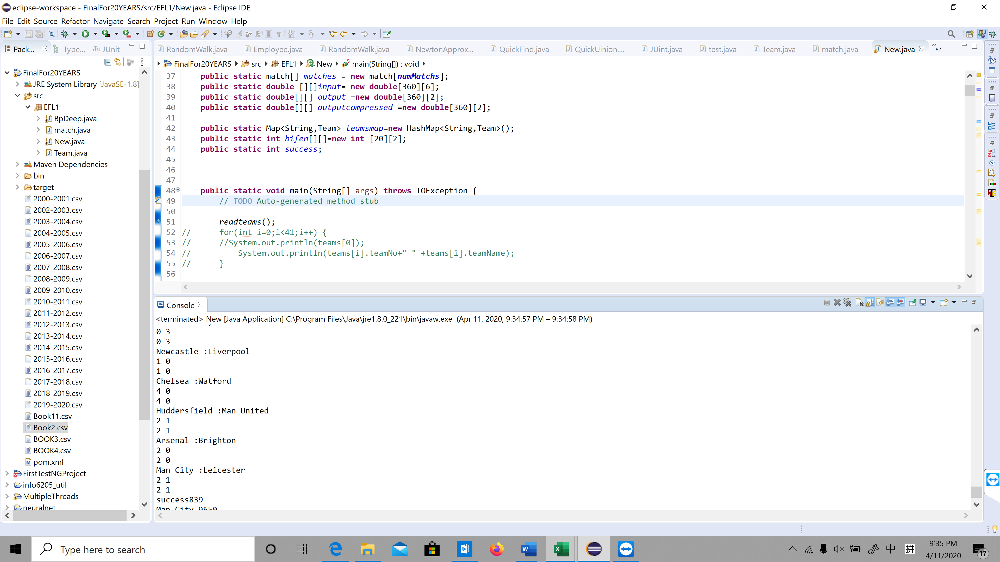 eclipse-workspace - FinalFor20YEARS/src/EFL1/New.java - Eclipse IDE
File Edit Source Refactor Navigate Search Project Run Window Help
Pack... Type... JUnit
RandomWalk.java Employee.java RandomWalk.java NewtonApprox... QuickFind.java QuickUinion.... JUint.java test.java Team.java match.java New.java 87
FinalFor20YEARS src EFL1 New main(String[]) : void
FinalFor20YEARS
JRE System Library [JavaSE-1.8]
src
EFL1
BpDeep.java
match.java
New.java
Team.java
Maven Dependencies
bin
target
2000-2001.csv
2002-2003.csv
2003-2004.csv
2004-2005.csv
2005-2006.csv
2006-2007.csv
2007-2008.csv
2008-2009.csv
2009-2010.csv
2010-2011.csv
2011-2012.csv
2012-2013.csv
2013-2014.csv
2014-2015.csv
2015-2016.csv
2016-2017.csv
2017-2018.csv
2018-2019.csv
2019-2020.csv
Book11.csv
Book2.csv
BOOK3.csv
BOOK4.csv
pom.xml
FirstTestNGProject
info6205_util
MultipleThreads
neuralnet
37 public static match[] matches = new match[numMatchs];
38 public static double [][]input= new double[360][6];
39 public static double[][] output =new double[360][2];
40 public static double[][] outputcompressed =new double[360][2];
41
42 public static Map<String,Team> teamsmap=new HashMap<String,Team>();
43 public static int bifen[][]=new int [20][2];
44 public static int success;
45
46
47
48 public static void main(String[] args) throws IOException {
49 // TODO Auto-generated method stub
50
51 readteams();
52 // for(int i=0;i<41;i++) {
53 // //System.out.println(teams[0]);
54 // System.out.println(teams[i].teamNo+" " +teams[i].teamName);
55 // }
56
Console
<terminated> New [Java Application] C:\Program Files\Java\jre1.8.0_221\bin\javaw.exe (Apr 11, 2020, 9:34:57 PM – 9:34:58 PM)
0 3
0 3
Newcastle :Liverpool
1 0
1 0
Chelsea :Watford
4 0
4 0
Huddersfield :Man United
2 1
2 1
Arsenal :Brighton
2 0
2 0
Man City :Leicester
2 1
2 1
success839
Man City 9650
Type here to search
中 拼
9:35 PM
4/11/2020
17